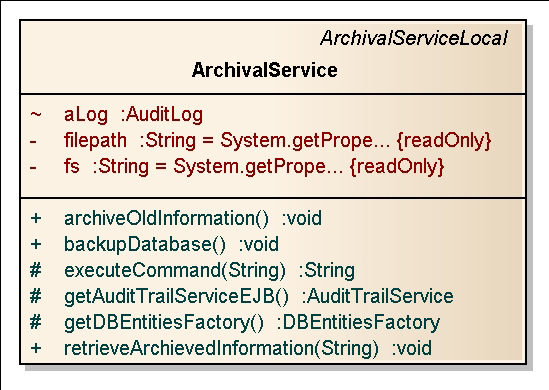 ArchivalServiceLocal
ArchivalService
~ aLog :AuditLog
- filepath :String = System.getPrope... {readOnly}
- fs :String = System.getPrope... {readOnly}
+ archiveOldInformation() :void
+ backupDatabase() :void
# executeCommand(String) :String
# getAuditTrailServiceEJB() :AuditTrailService
# getDBEntitiesFactory() :DBEntitiesFactory
+ retrieveArchievedInformation(String) :void